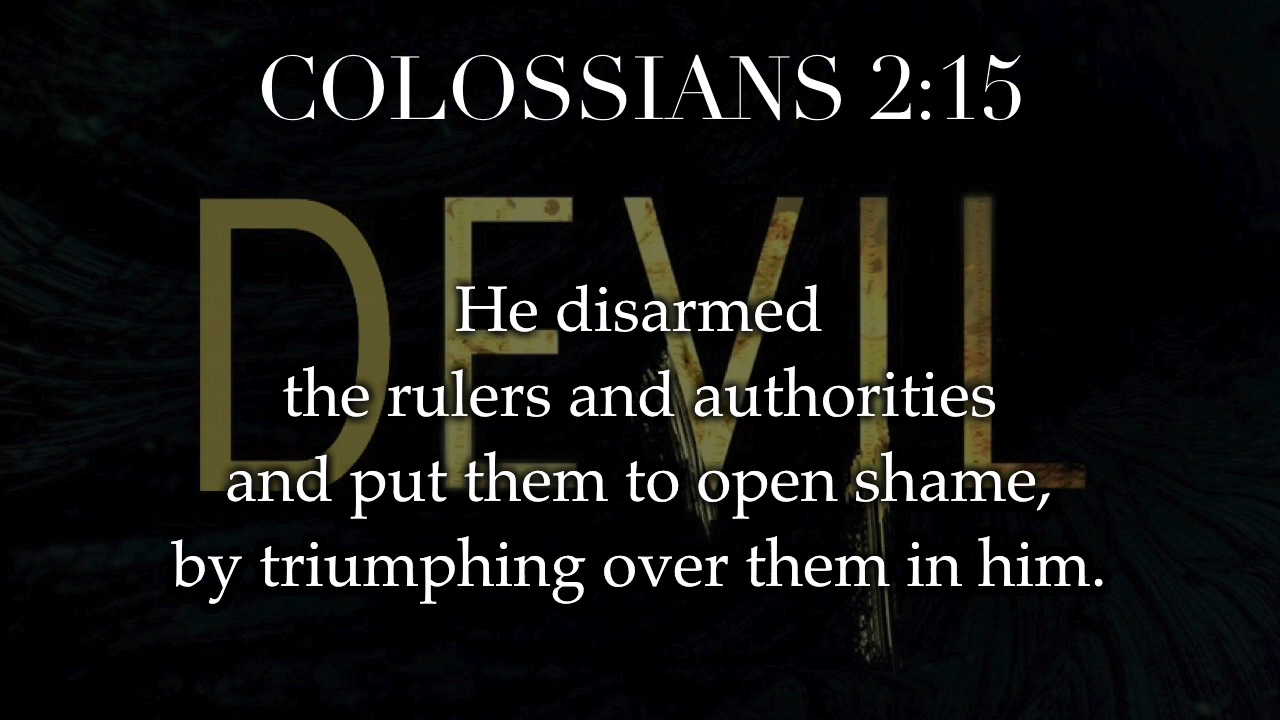 COLOSSIANS 2:15
DEVIL
He disarmed
the rulers and authorities
and put them to open shame,
by triumphing over them in him.